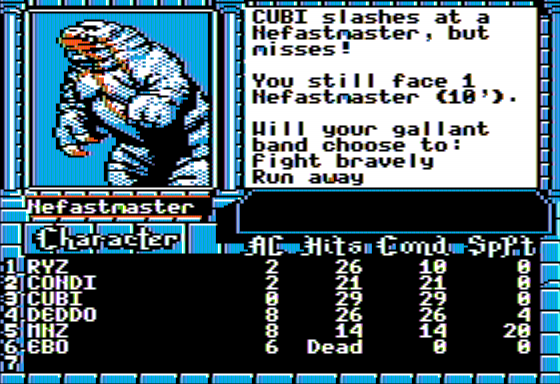 CUBI slashes at a
Nefastmaster, but
misses!
You still face 1
Nefastmaster (10').
Will your gallant
band choose to:
Fight bravely
Run away
Nefastmaster
Character AC Hits Cond SpPt
1 RYZ 2 26 10 0
2 CONDI 2 21 21 0
3 CUBI 0 29 29 0
4 DEDDO 8 26 26 4
5 MNZ 8 14 14 20
6 EBO 6 Dead 0 0
7